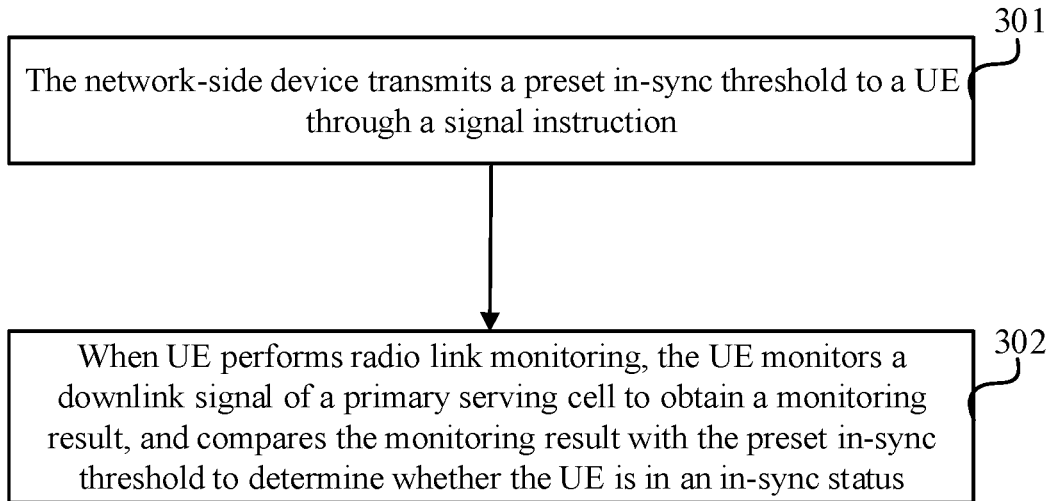 301
The network-side device transmits a preset in-sync threshold to a UE
through a signal instruction
302
When UE performs radio link monitoring, the UE monitors a
downlink signal of a primary serving cell to obtain a monitoring
result, and compares the monitoring result with the preset in-sync
threshold to determine whether the UE is in an in-sync status